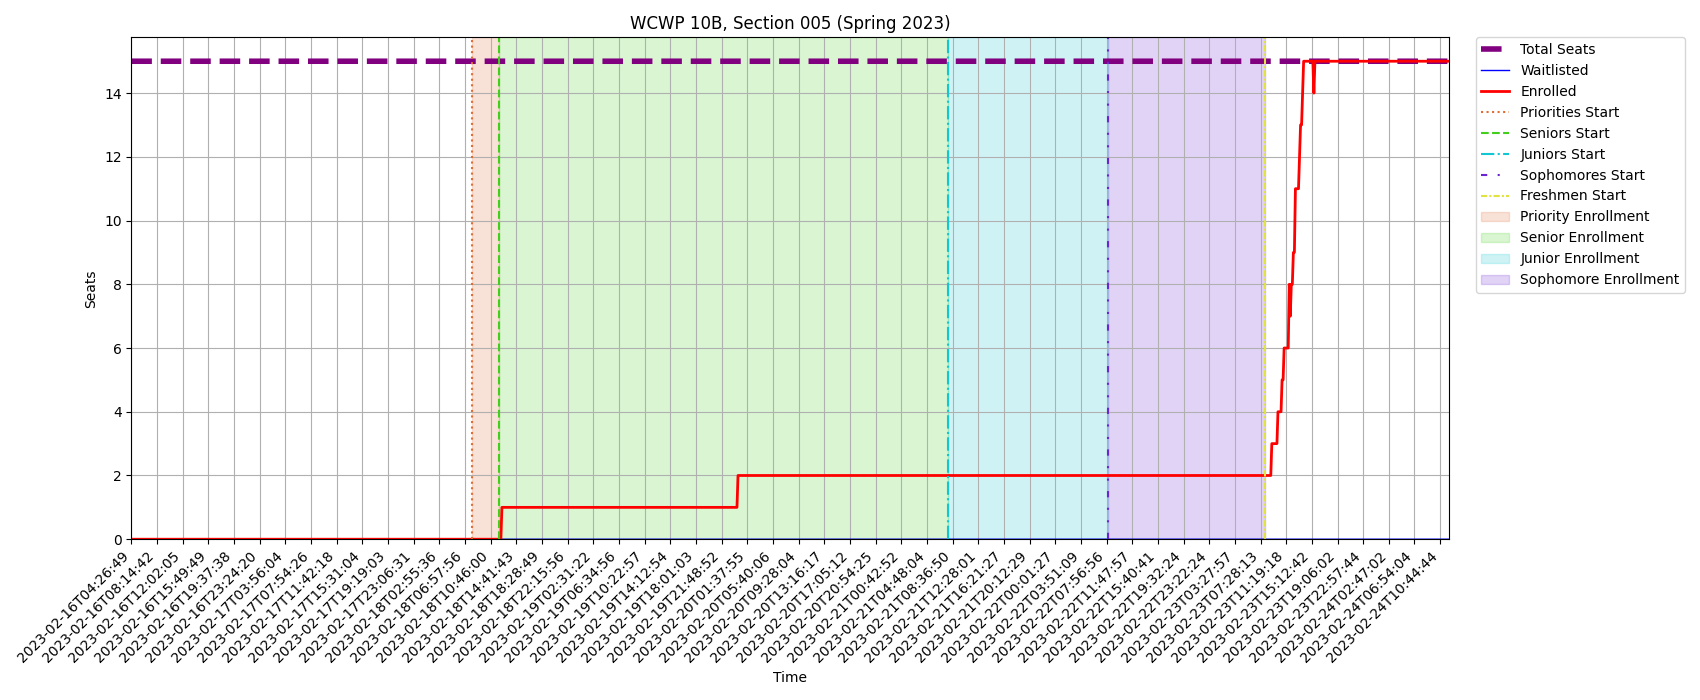 WCWP 10B, Section 005 (Spring 2023)
Total Seats
Waitlisted
Enrolled
Priorities Start
Seniors Start
Juniors Start
Sophomores Start
Freshmen Start
Priority Enrollment
Senior Enrollment
Junior Enrollment
Sophomore Enrollment
Seats
14
12
10
8
6
4
2
0
2023-02-16T04:26:49
2023-02-16T08:14:42
2023-02-16T12:02:05
2023-02-16T15:49:49
2023-02-16T19:37:38
2023-02-16T23:24:20
2023-02-17T03:56:04
2023-02-17T07:54:26
2023-02-17T11:42:18
2023-02-17T15:31:04
2023-02-17T19:19:03
2023-02-17T23:06:31
2023-02-18T02:55:36
2023-02-18T06:57:56
2023-02-18T10:46:00
2023-02-18T14:41:43
2023-02-18T18:28:49
2023-02-18T22:15:56
2023-02-19T02:31:22
2023-02-19T06:34:56
2023-02-19T10:22:57
2023-02-19T14:12:54
2023-02-19T18:01:03
2023-02-19T21:48:52
2023-02-20T01:37:55
2023-02-20T05:40:06
2023-02-20T09:28:04
2023-02-20T13:16:17
2023-02-20T17:05:12
2023-02-20T20:54:25
2023-02-21T00:42:52
2023-02-21T04:48:04
2023-02-21T08:36:50
2023-02-21T12:28:01
2023-02-21T16:21:27
2023-02-21T20:12:29
2023-02-22T00:01:27
2023-02-22T03:51:09
2023-02-22T07:56:56
2023-02-22T11:47:57
2023-02-22T15:40:41
2023-02-22T19:32:24
2023-02-22T23:22:24
2023-02-23T03:27:57
2023-02-23T07:28:13
2023-02-23T11:19:18
2023-02-23T15:12:42
2023-02-23T19:06:02
2023-02-23T22:57:44
2023-02-24T02:47:02
2023-02-24T06:54:04
2023-02-24T10:44:44
Time